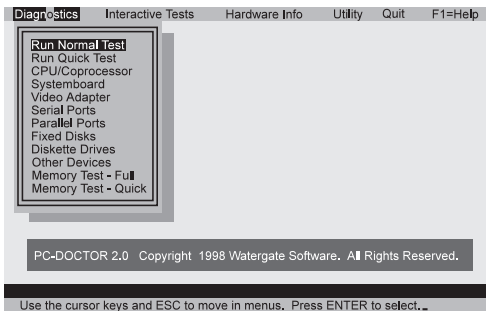 Diagnostics Interactive Tests Hardware Info Utility Quit F1=Help
Run Normal Test
Run Quick Test
CPU/Coprocessor
Systemboard
Video Adapter
Serial Ports
Parallel Ports
Fixed Disks
Diskette Drives
Other Devices
Memory Test - Full
Memory Test - Quick
PC-DOCTOR 2.0 Copyright 1998 Watergate Software. All Rights Reserved.
Use the cursor keys and ESC to move in menus. Press ENTER to select._